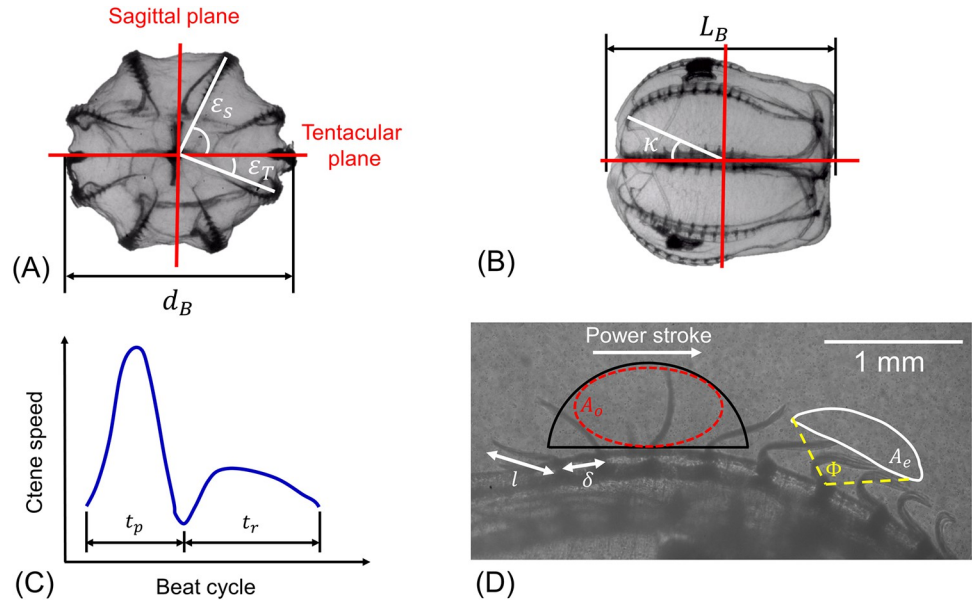 Sagittal plane
ε_S
Tentacular
plane
ε_T
(A)
d_B
L_B
κ
(B)
Ctene speed
t_p
t_r
(C)
Beat cycle
Power stroke
1 mm
A_o
A_e
Φ
l
δ
(D)